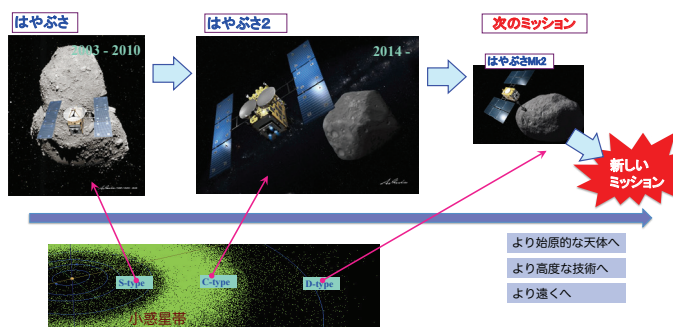 はやぶさ
はやぶさ2
次のミッション
2003 - 2010
2014 -
はやぶさMk2
新しい
ミッション
S-type
C-type
D-type
小惑星帯
より始原的な天体へ
より高度な技術へ
より遠くへ